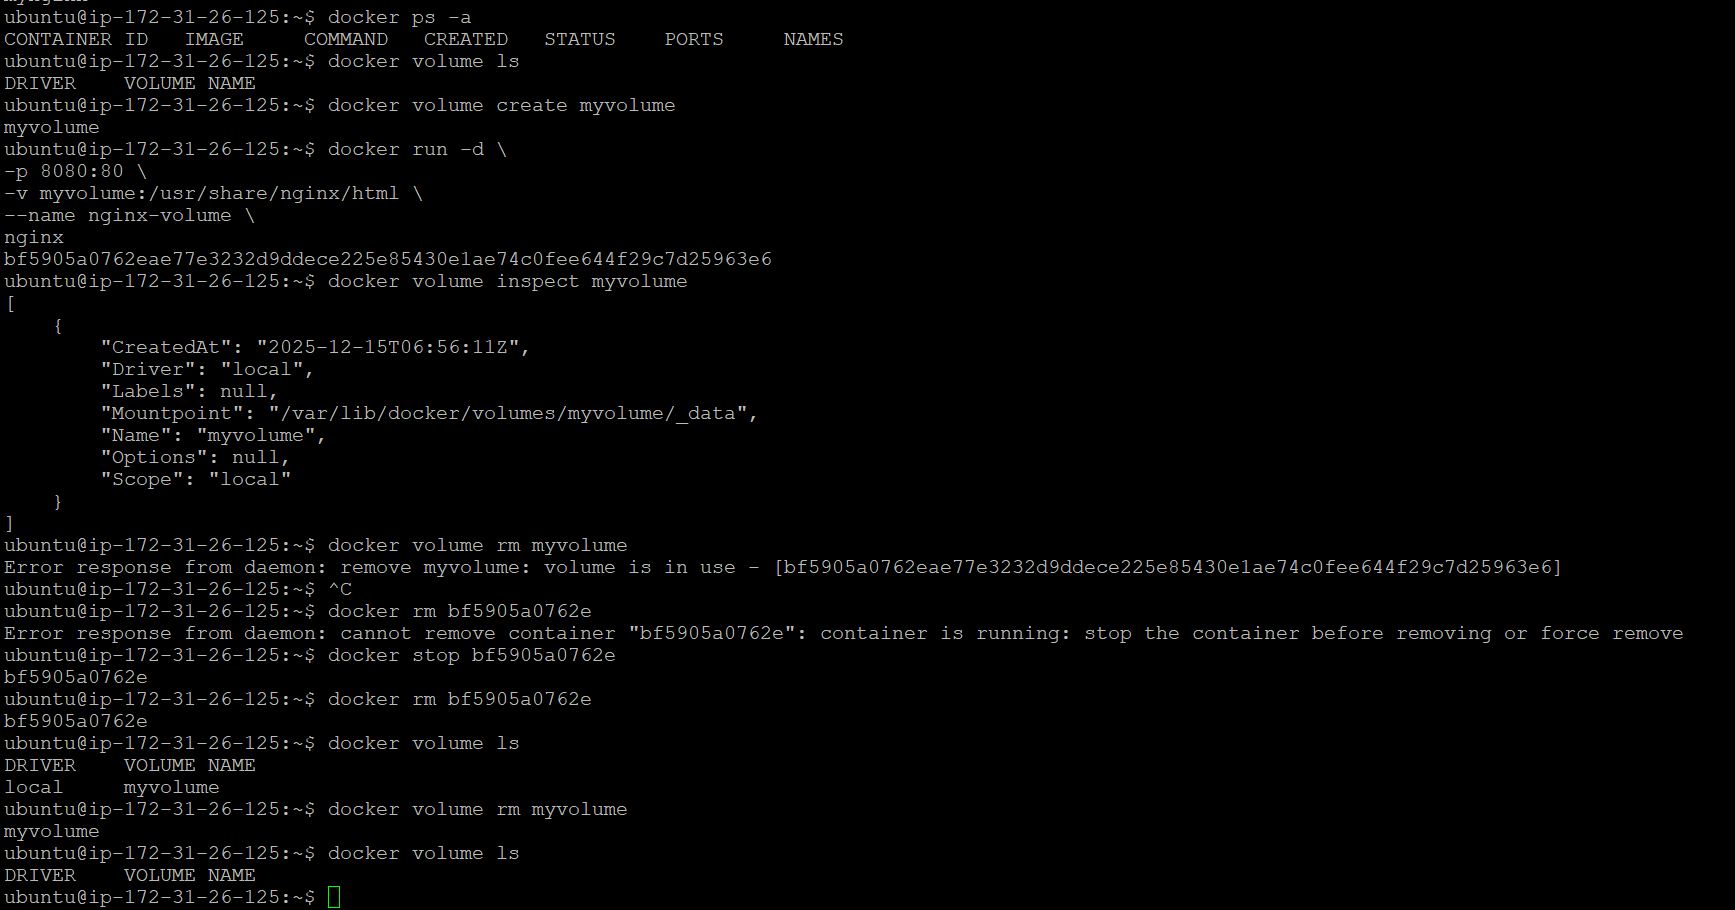 ubuntu@ip-172-31-26-125:~$ docker ps -a
CONTAINER ID   IMAGE     COMMAND   CREATED   STATUS    PORTS     NAMES
ubuntu@ip-172-31-26-125:~$ docker volume ls
DRIVER    VOLUME NAME
ubuntu@ip-172-31-26-125:~$ docker volume create myvolume
myvolume
ubuntu@ip-172-31-26-125:~$ docker run -d \
-p 8080:80 \
-v myvolume:/usr/share/nginx/html \
--name nginx-volume \
nginx
bf5905a0762eae77e3232d9ddece225e85430e1ae74c0fee644f29c7d25963e6
ubuntu@ip-172-31-26-125:~$ docker volume inspect myvolume
[
    {
        "CreatedAt": "2025-12-15T06:56:11Z",
        "Driver": "local",
        "Labels": null,
        "Mountpoint": "/var/lib/docker/volumes/myvolume/_data",
        "Name": "myvolume",
        "Options": null,
        "Scope": "local"
    }
]
ubuntu@ip-172-31-26-125:~$ docker volume rm myvolume
Error response from daemon: remove myvolume: volume is in use - [bf5905a0762eae77e3232d9ddece225e85430e1ae74c0fee644f29c7d25963e6]
ubuntu@ip-172-31-26-125:~$ ^C
ubuntu@ip-172-31-26-125:~$ docker rm bf5905a0762e
Error response from daemon: cannot remove container "bf5905a0762e": container is running: stop the container before removing or force remove
ubuntu@ip-172-31-26-125:~$ docker stop bf5905a0762e
bf5905a0762e
ubuntu@ip-172-31-26-125:~$ docker rm bf5905a0762e
bf5905a0762e
ubuntu@ip-172-31-26-125:~$ docker volume ls
DRIVER    VOLUME NAME
local     myvolume
ubuntu@ip-172-31-26-125:~$ docker volume rm myvolume
myvolume
ubuntu@ip-172-31-26-125:~$ docker volume ls
DRIVER    VOLUME NAME
ubuntu@ip-172-31-26-125:~$